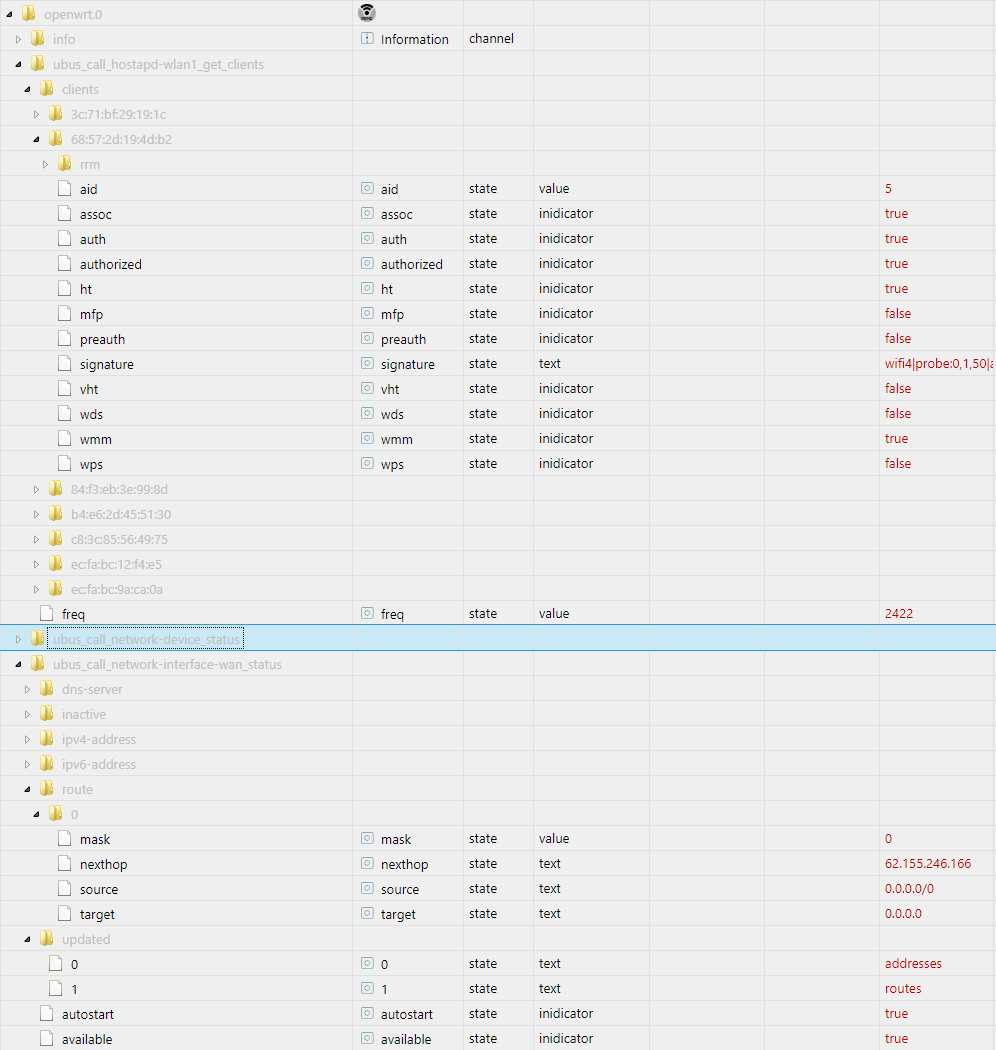 openwrt.0
info Information channel
ubus_call_hostapd-wlan1_get_clients
clients
3c:71:bf:29:19:1c
68:57:2d:19:4d:b2
rrm
aid aid state value 5
assoc assoc state inidicator true
auth auth state inidicator true
authorized authorized state inidicator true
ht ht state inidicator true
mfp mfp state inidicator false
preauth preauth state inidicator false
signature signature state text wifi4|probe:0,1,50|a
vht vht state inidicator false
wds wds state inidicator false
wmm wmm state inidicator true
wps wps state inidicator false
84:f3:eb:3e:99:8d
b4:e6:2d:45:51:30
c8:3c:85:56:49:75
ec:fa:bc:12:f4:e5
ec:fa:bc:9a:ca:0a
freq freq state value 2422
ubus_call_network-device_status
ubus_call_network-interface-wan_status
dns-server
inactive
ipv4-address
ipv6-address
route
0
mask mask state value 0
nexthop nexthop state text 62.155.246.166
source source state text 0.0.0.0/0
target target state text 0.0.0.0
updated
0 0 state text addresses
1 1 state text routes
autostart autostart state inidicator true
available available state inidicator true